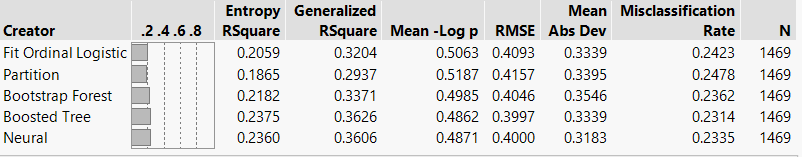 Entropy Generalized Mean Misclassification
Creator .2 .4 .6 .8 RSquare RSquare Mean -Log p RMSE Abs Dev Rate N
Fit Ordinal Logistic 0.2059 0.3204 0.5063 0.4093 0.3339 0.2423 1469
Partition 0.1865 0.2937 0.5187 0.4157 0.3395 0.2478 1469
Bootstrap Forest 0.2182 0.3371 0.4985 0.4046 0.3546 0.2362 1469
Boosted Tree 0.2375 0.3626 0.4862 0.3997 0.3339 0.2314 1469
Neural 0.2360 0.3606 0.4871 0.4000 0.3183 0.2335 1469